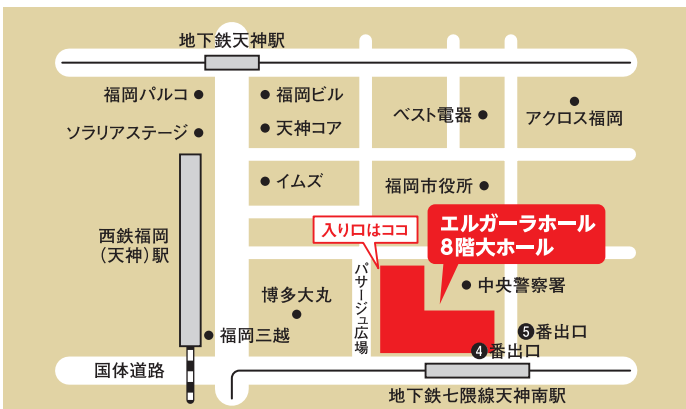 地下鉄天神駅
福岡パルコ
福岡ビル
ベスト電器
アクロス福岡
ソラリアステージ
天神コア
イムズ
福岡市役所
西鉄福岡
(天神)駅
入り口はココ
エルガーラホール
8階大ホール
パサージュ広場
中央警察署
博多大丸
福岡三越
5番出口
4番出口
国体道路
地下鉄七隈線天神南駅